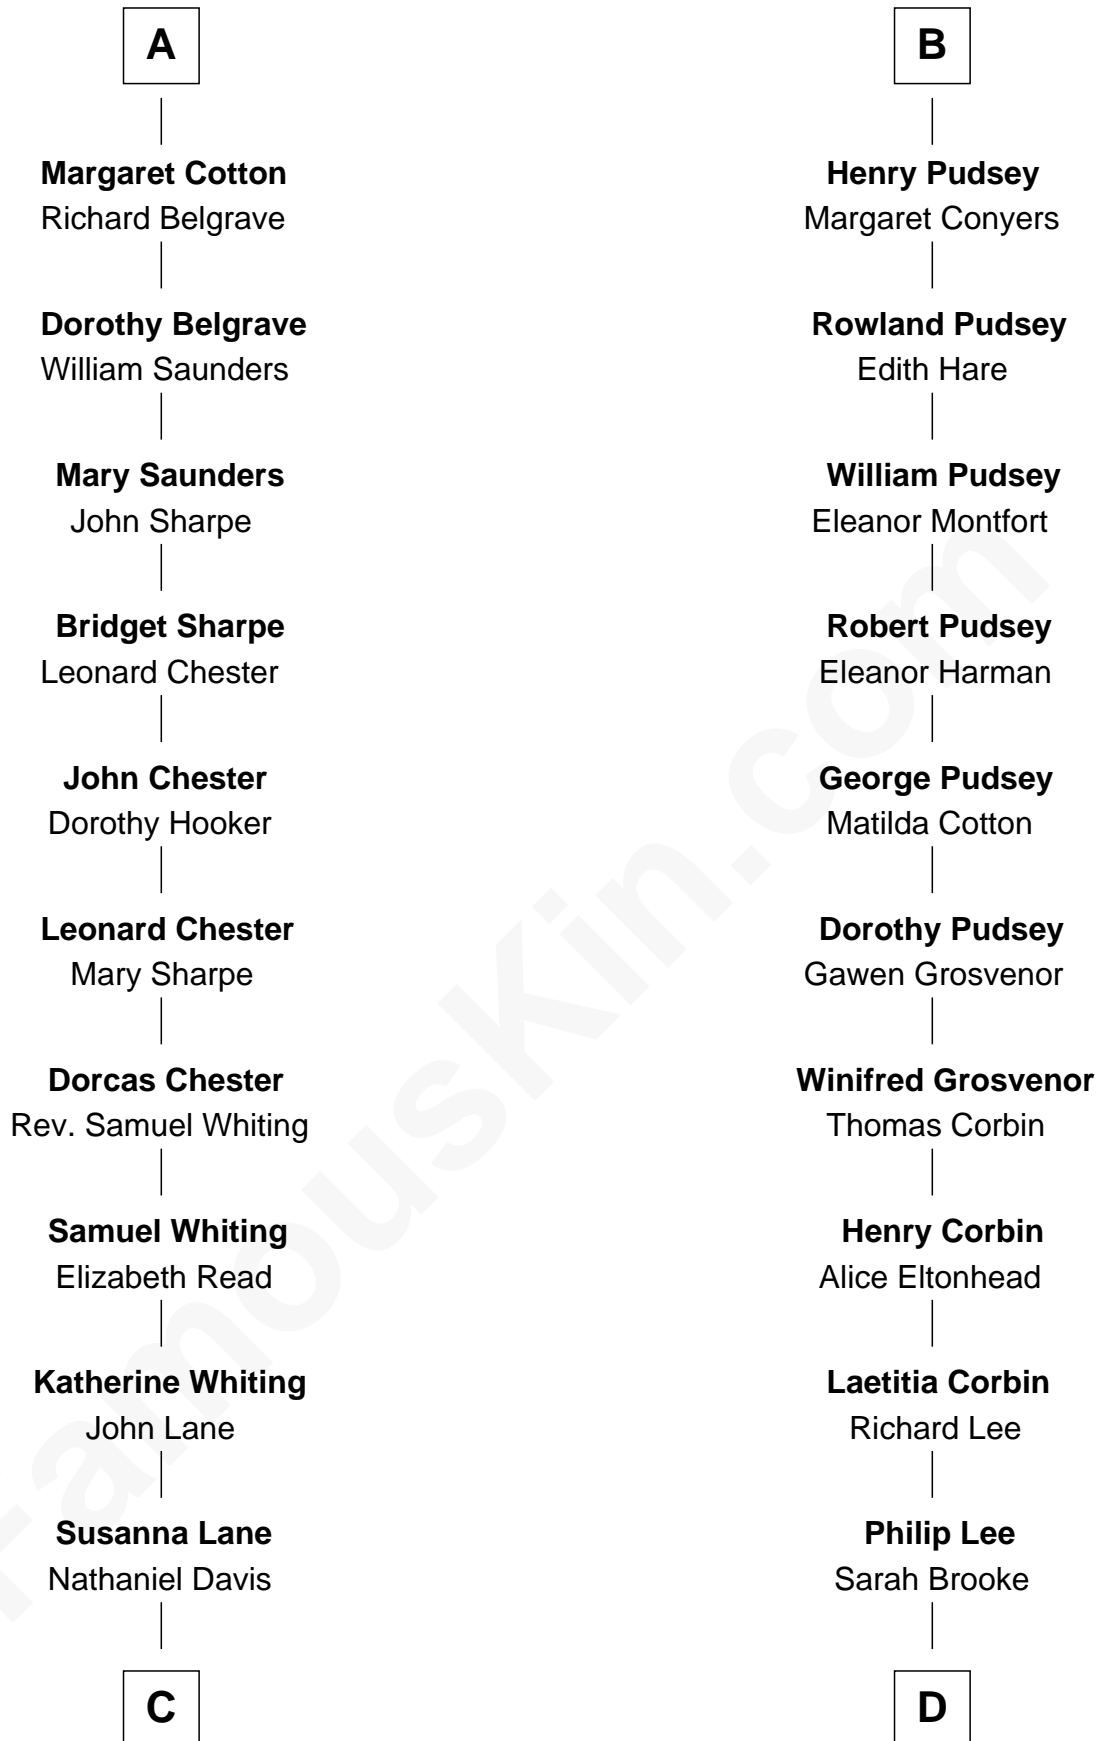 A
Margaret Cotton
Richard Belgrave
Dorothy Belgrave
William Saunders
Mary Saunders
John Sharpe
Bridget Sharpe
Leonard Chester
John Chester
Dorothy Hooker
Leonard Chester
Mary Sharpe
Dorcas Chester
Rev. Samuel Whiting
Samuel Whiting
Elizabeth Read
Katherine Whiting
John Lane
Susanna Lane
Nathaniel Davis
C
B
Henry Pudsey
Margaret Conyers
Rowland Pudsey
Edith Hare
William Pudsey
Eleanor Montfort
Robert Pudsey
Eleanor Harman
George Pudsey
Matilda Cotton
Dorothy Pudsey
Gawen Grosvenor
Winifred Grosvenor
Thomas Corbin
Henry Corbin
Alice Eltonhead
Laetitia Corbin
Richard Lee
Philip Lee
Sarah Brooke
D
FamousKin.com